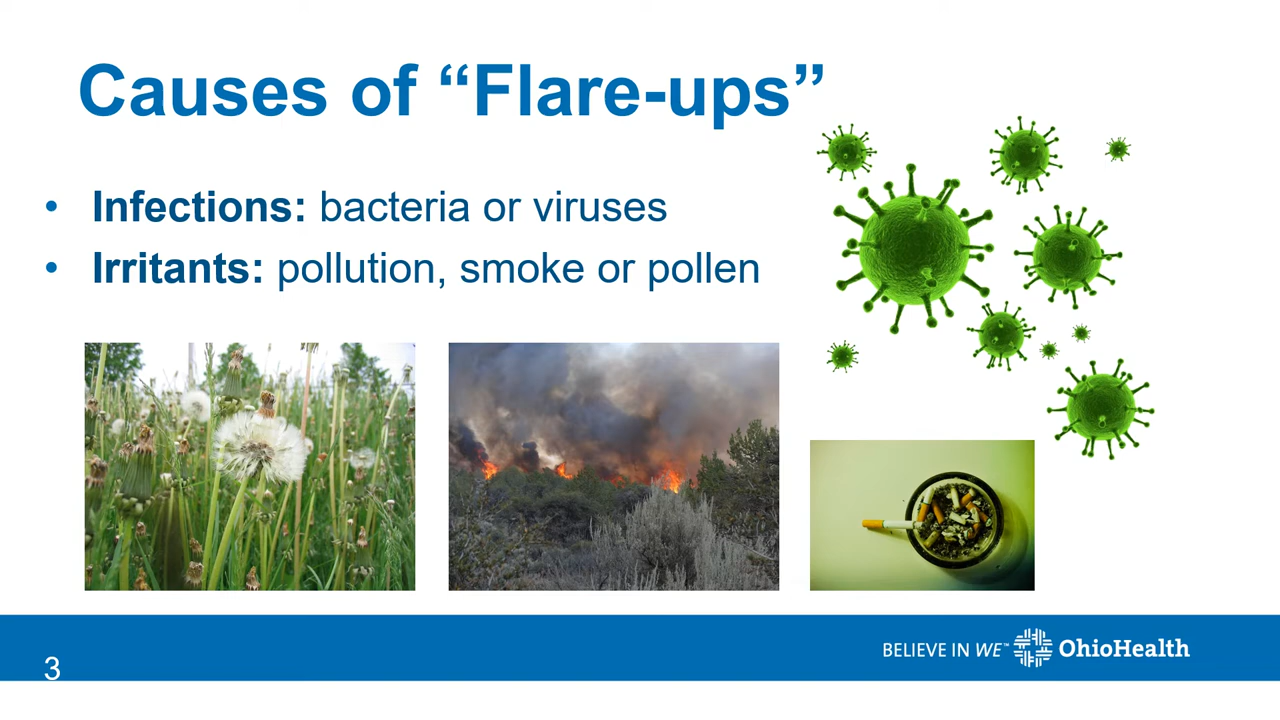 Causes of “Flare-ups”
• Infections: bacteria or viruses
• Irritants: pollution, smoke or pollen
BELIEVE IN WE™ OhioHealth
3